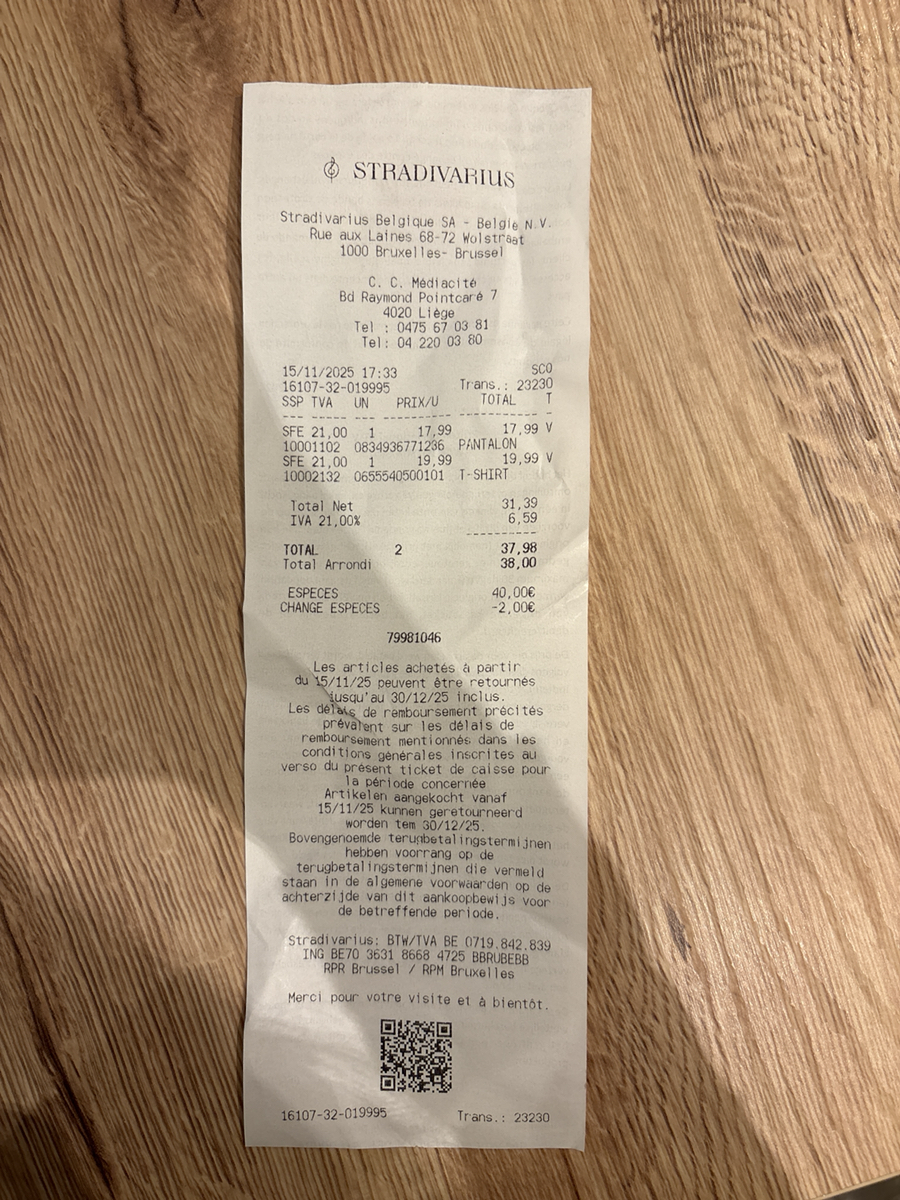 STRADIVARIUS
Stradivarius Belgique SA - Belgie N.V.
Rue aux Laines 68-72 Wolstraat
1000 Bruxelles- Brussel
C. C. Médiacité
Bd Raymond Pointcaré 7
4020 Liège
Tel : 0475 67 03 81
Tel: 04 220 03 80
15/11/2025 17:33 SCO
16107-32-019995 Trans.: 23230
SSP TVA UN PRIX/U TOTAL T
--- ----- --- -------- ----------- -
SFE 21,00 1 17,99 17,99 V
10001102 0834936771236 PANTALON
SFE 21,00 1 19,99 19,99 V
10002132 0655540500101 T-SHIRT
Total Net 31,39
IVA 21,00% 6,59
----------
TOTAL 2 37,98
Total Arrondi 38,00
ESPECES 40,00€
CHANGE ESPECES -2,00€
79981046
Les articles achetés à partir
du 15/11/25 peuvent être retournés
jusqu'au 30/12/25 inclus.
Les délais de remboursement précités
prévalent sur les délais de
remboursement mentionnés dans les
conditions générales inscrites au
verso du présent ticket de caisse pour
la période concernée
Artikelen aangekocht vanaf
15/11/25 kunnen geretourneerd
worden tem 30/12/25.
Bovengenoemde terugbetalingstermijnen
hebben voorrang op de
terugbetalingstermijnen die vermeld
staan in de algemene voorwaarden op de
achterzijde van dit aankoopbewijs voor
de betreffende periode.
Stradivarius: BTW/TVA BE 0719.842.839
ING BE70 3631 8668 4725 BBRUBEBB
RPR Brussel / RPM Bruxelles
Merci pour votre visite et à bientôt.
16107-32-019995 Trans.: 23230